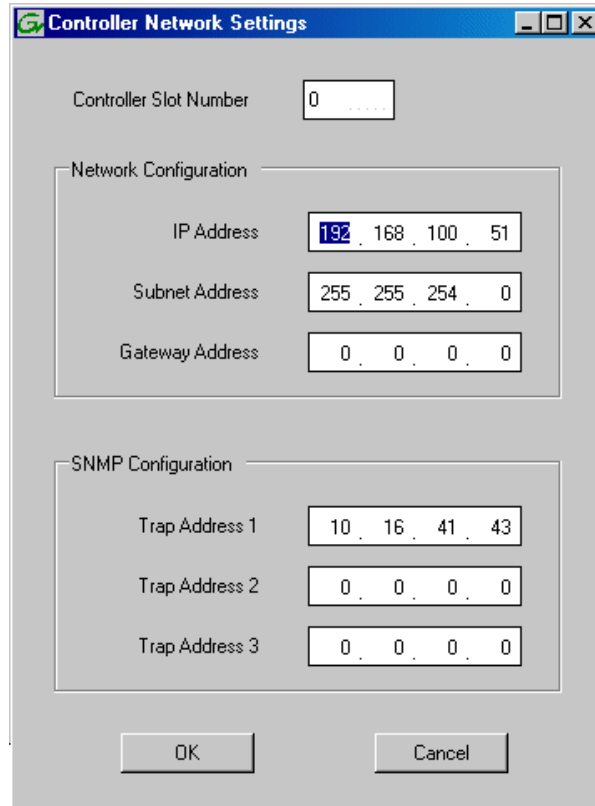 Controller Network Settings
Controller Slot Number 0
Network Configuration
IP Address 192 . 168 . 100 . 51
Subnet Address 255 . 255 . 254 . 0
Gateway Address 0 . 0 . 0 . 0
SNMP Configuration
Trap Address 1 10 . 16 . 41 . 43
Trap Address 2 0 . 0 . 0 . 0
Trap Address 3 0 . 0 . 0 . 0
OK Cancel